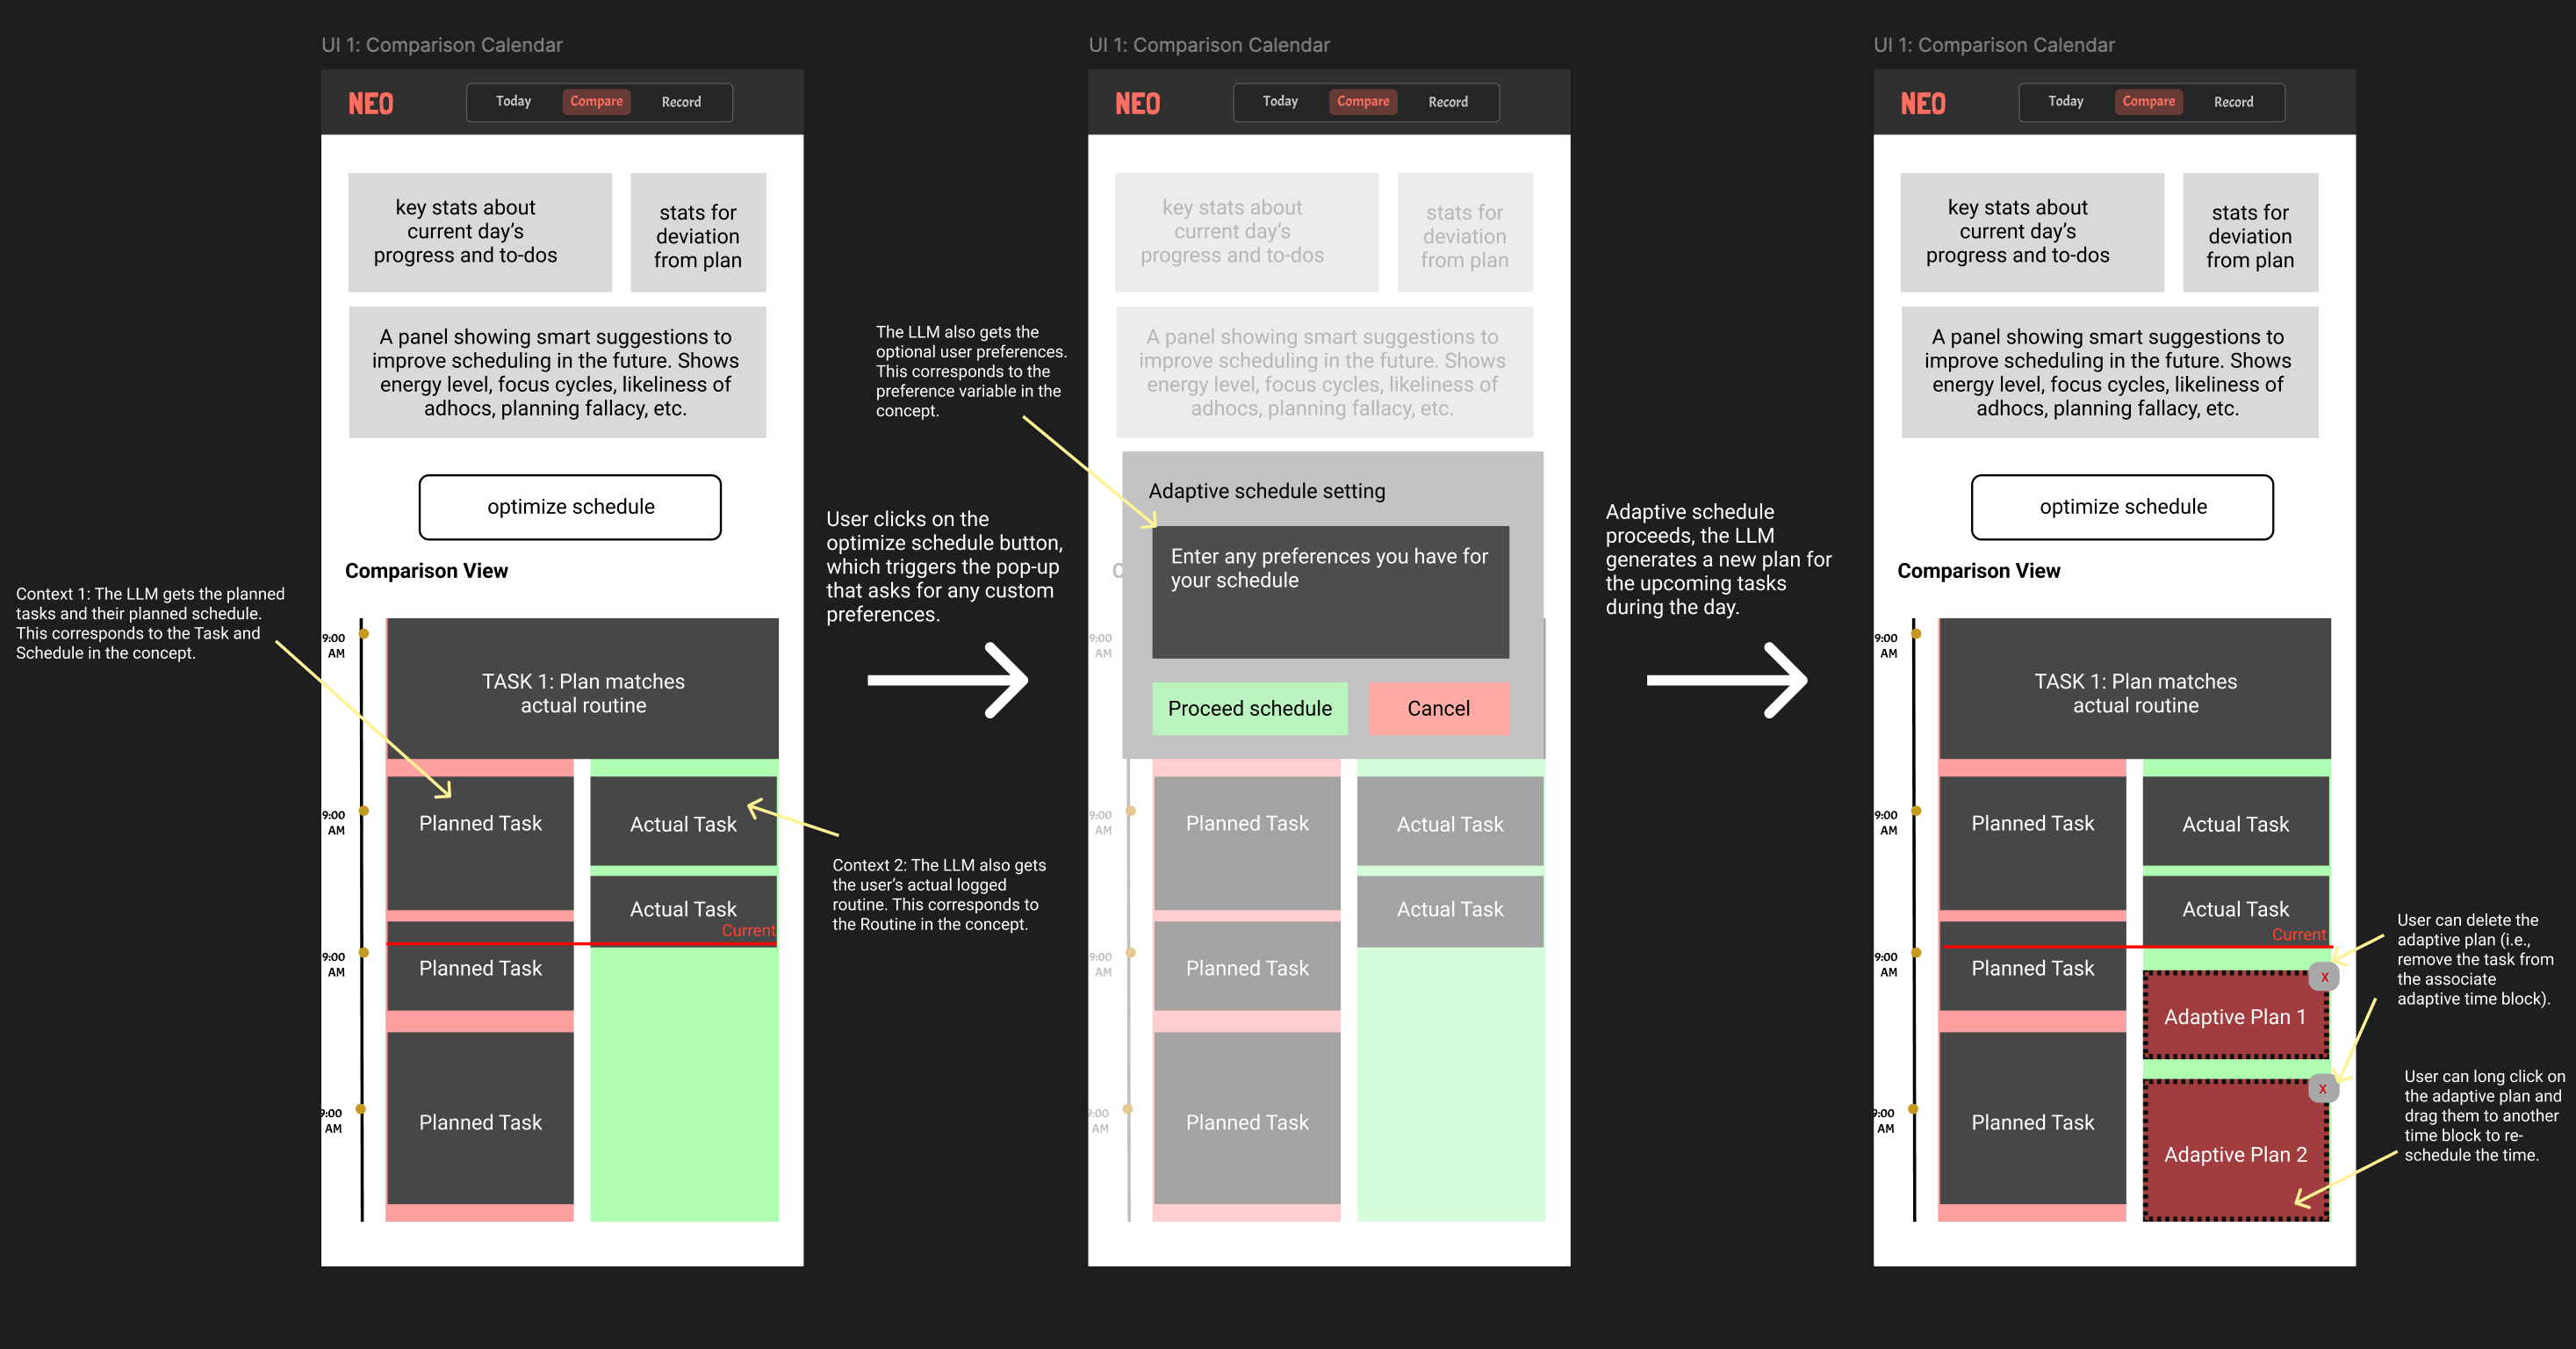 UI 1: Comparison Calendar
NEO
Today
Compare
Record
key stats about
current day's
progress and to-dos
stats for
deviation
from plan
A panel showing smart suggestions to
improve scheduling in the future. Shows
energy level, focus cycles, likeliness of
adhocs, planning fallacy, etc.
optimize schedule
Comparison View
Context 1: The LLM gets the planned
tasks and their planned schedule.
This corresponds to the Task and
Schedule in the concept.
9:00
AM
TASK 1: Plan matches
actual routine
9:00
AM
Planned Task
Actual Task
Actual Task
Current
9:00
AM
Planned Task
9:00
AM
Planned Task
Context 2: The LLM also gets
the user's actual logged
routine. This corresponds to
the Routine in the concept.
User clicks on the
optimize schedule button,
which triggers the pop-up
that asks for any custom
preferences.
The LLM also gets the
optional user preferences.
This corresponds to the
preference variable in the
concept.
UI 1: Comparison Calendar
NEO
Today
Compare
Record
key stats about
current day's
progress and to-dos
stats for
deviation
from plan
A panel showing smart suggestions to
improve scheduling in the future. Shows
energy level, focus cycles, likeliness of
adhocs, planning fallacy, etc.
Adaptive schedule setting
Enter any preferences you have for
your schedule
Proceed schedule
Cancel
C
9:00
AM
9:00
AM
Planned Task
Actual Task
Actual Task
9:00
AM
Planned Task
9:00
AM
Planned Task
Adaptive schedule
proceeds, the LLM
generates a new plan for
the upcoming tasks
during the day.
UI 1: Comparison Calendar
NEO
Today
Compare
Record
key stats about
current day's
progress and to-dos
stats for
deviation
from plan
A panel showing smart suggestions to
improve scheduling in the future. Shows
energy level, focus cycles, likeliness of
adhocs, planning fallacy, etc.
optimize schedule
Comparison View
9:00
AM
TASK 1: Plan matches
actual routine
9:00
AM
Planned Task
Actual Task
Actual Task
Current
9:00
AM
Planned Task
x
Adaptive Plan 1
9:00
AM
Planned Task
x
Adaptive Plan 2
User can delete the
adaptive plan (i.e.,
remove the task from
the associate
adaptive time block).
User can long click on
the adaptive plan and
drag them to another
time block to re-
schedule the time.